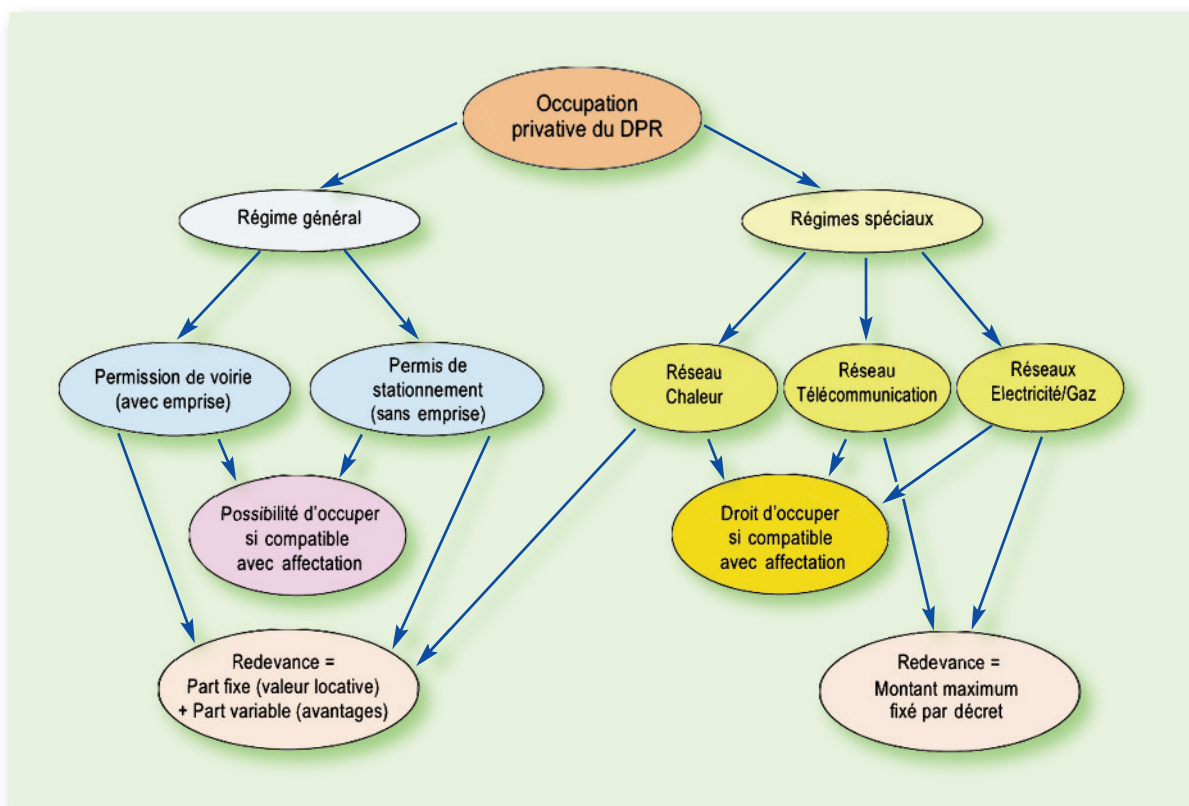 Occupation
privative du DPR
Régime général
Régimes spéciaux
Permission de voirie
(avec emprise)
Permis de
stationnement
(sans emprise)
Réseau
Chaleur
Réseau
Télécommunication
Réseaux
Electricité/Gaz
Possibilité d'occuper
si compatible
avec affectation
Droit d'occuper
si compatible
avec affectation
Redevance =
Part fixe (valeur locative)
+ Part variable (avantages)
Redevance =
Montant maximum
fixé par décret